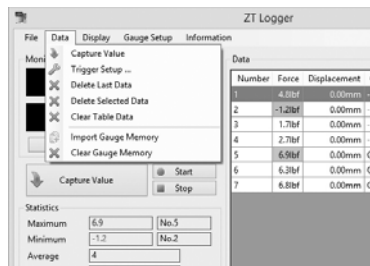 ZT Logger
File Data Display Gauge Setup Information
Moni
Capture Value
Trigger Setup ...
Delete Last Data
Delete Selected Data
Clear Table Data
Import Gauge Memory
Clear Gauge Memory
Capture Value
Start
Stop
Statistics
Maximum 6.9 No.5
Minimum -1.2 No.2
Average 4
Data
Number Force Displacement
1 4.8lbf 0.00mm
2 -1.2lbf 0.00mm
3 1.7lbf 0.00mm
4 2.7lbf 0.00mm
5 6.9lbf 0.00mm
6 6.3lbf 0.00mm
7 6.8lbf 0.00mm